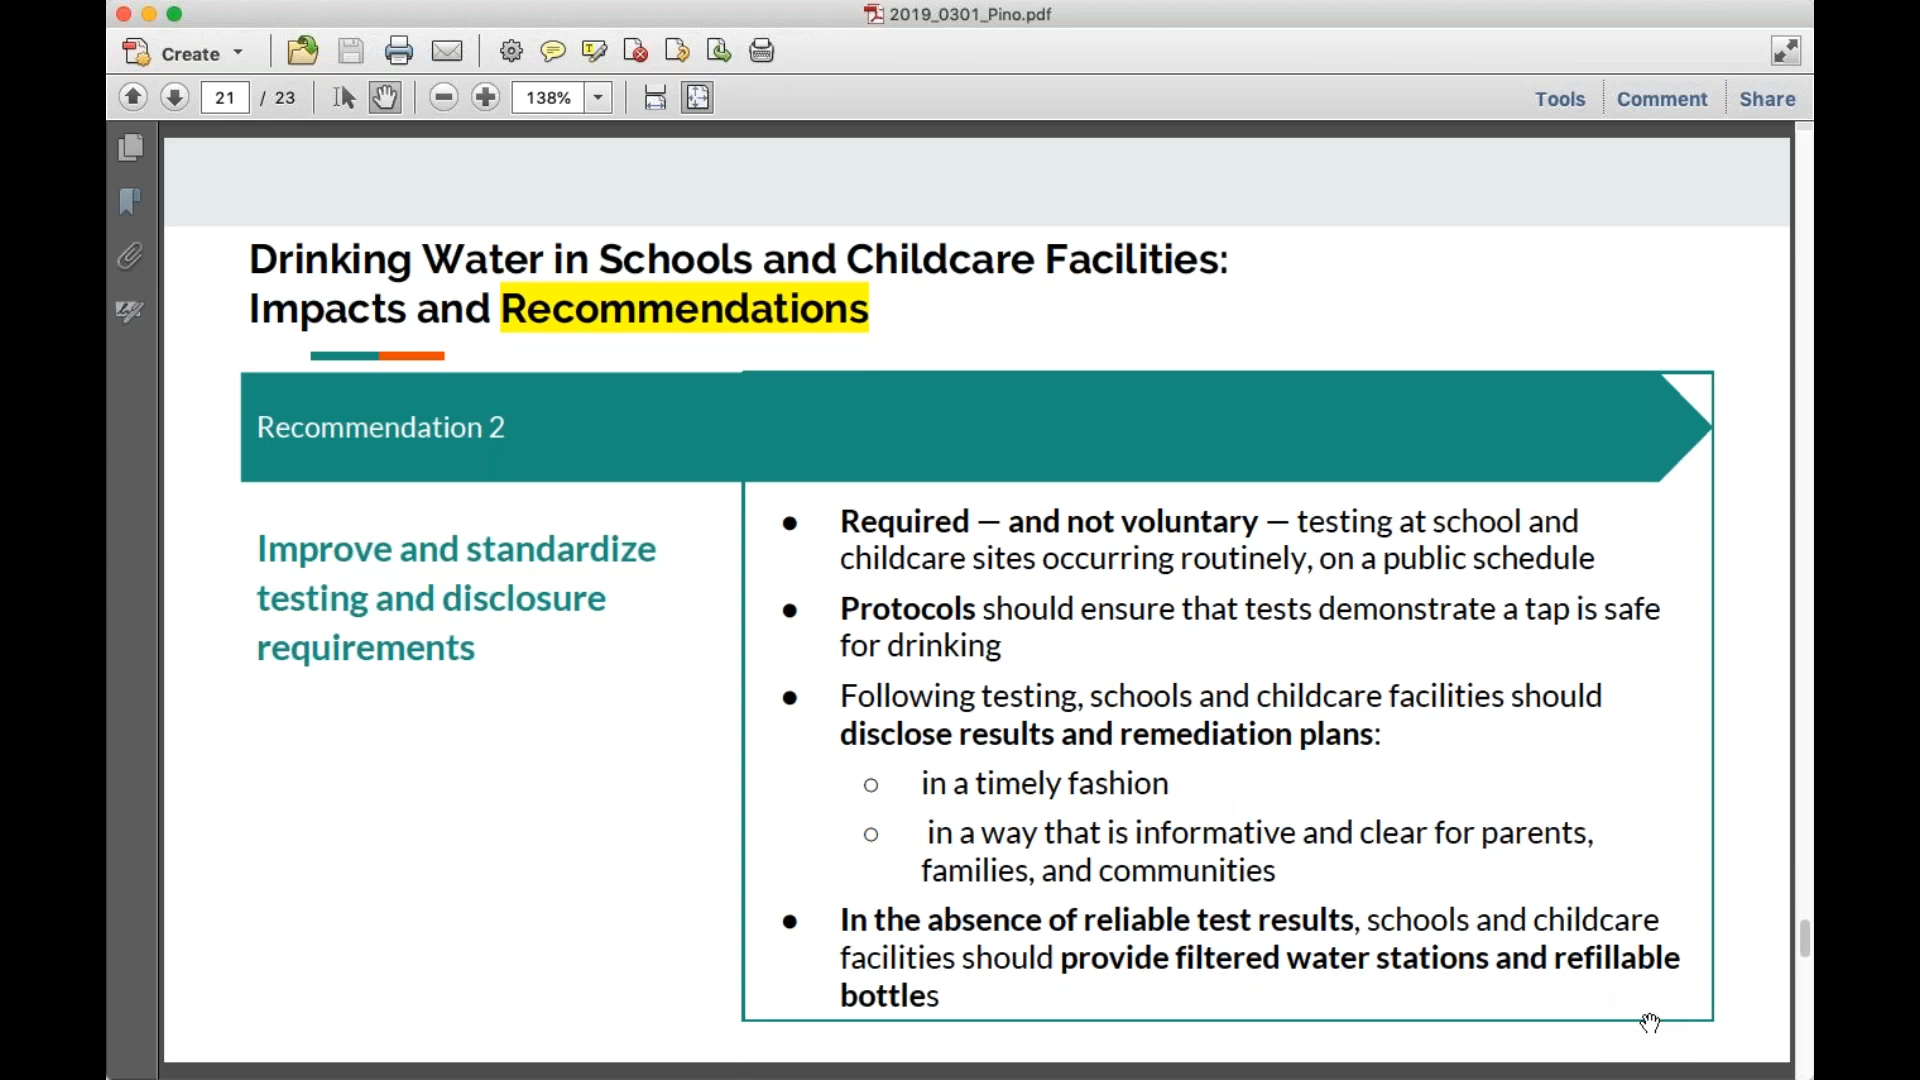 2019_0301_Pino.pdf
Create
21 / 23
138%
Tools
Comment
Share
Drinking Water in Schools and Childcare Facilities:
Impacts and Recommendations
Recommendation 2
Improve and standardize
testing and disclosure
requirements
● Required — and not voluntary — testing at school and
childcare sites occurring routinely, on a public schedule
● Protocols should ensure that tests demonstrate a tap is safe
for drinking
● Following testing, schools and childcare facilities should
disclose results and remediation plans:
○ in a timely fashion
○ in a way that is informative and clear for parents,
families, and communities
● In the absence of reliable test results, schools and childcare
facilities should provide filtered water stations and refillable
bottles